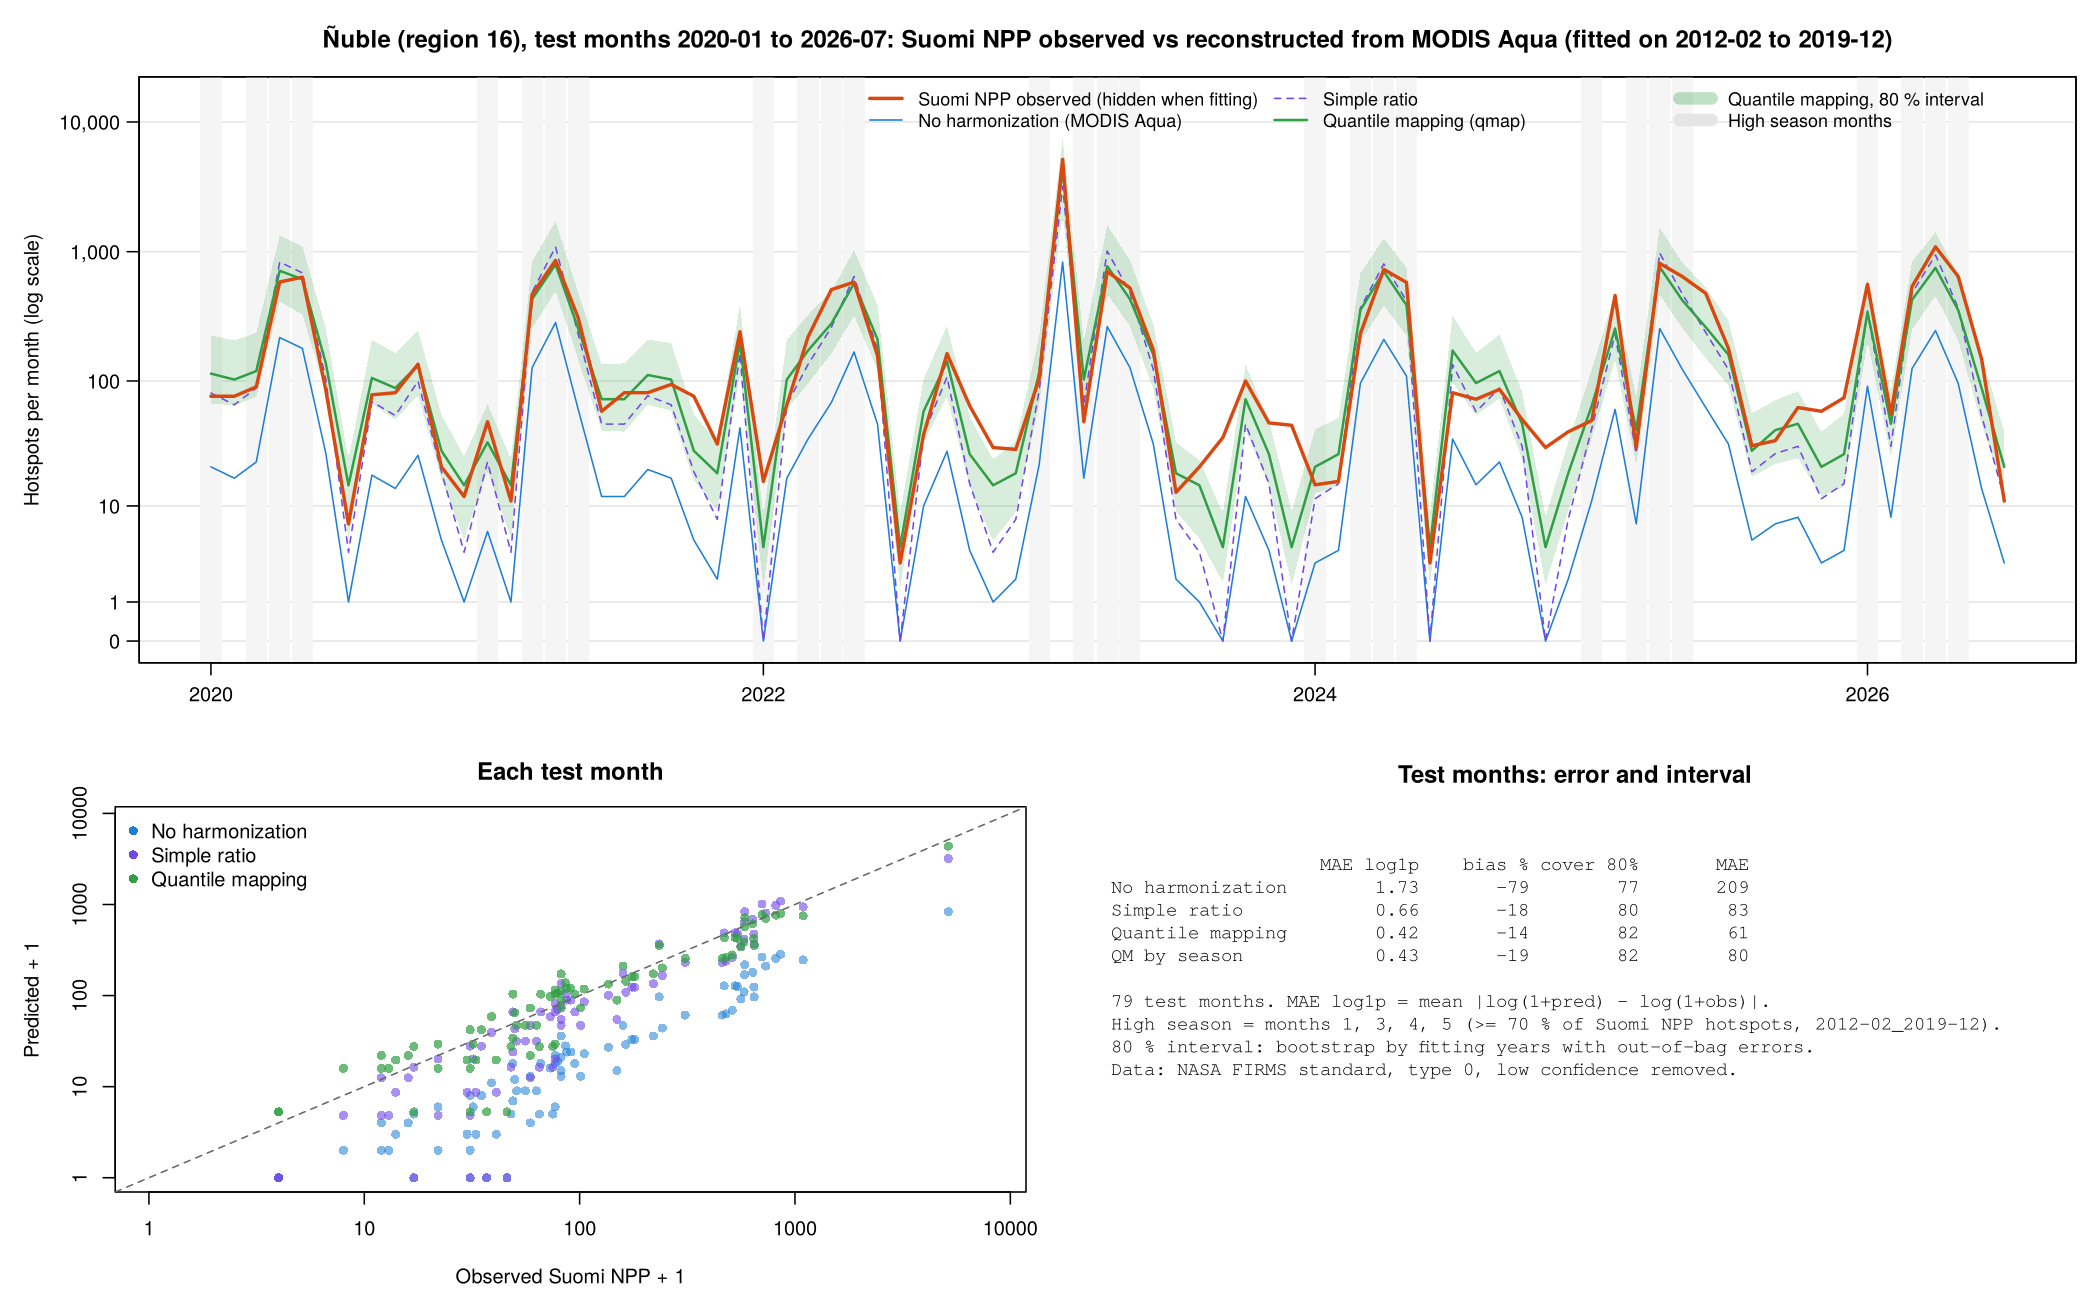 Ñuble (region 16), test months 2020-01 to 2026-07: Suomi NPP observed vs reconstructed from MODIS Aqua (fitted on 2012-02 to 2019-12)
Hotspots per month (log scale)
10,000
1,000
100
10
1
0
Suomi NPP observed (hidden when fitting)
No harmonization (MODIS Aqua)
Simple ratio
Quantile mapping (qmap)
Quantile mapping, 80 % interval
High season months
2020
2022
2024
2026
Each test month
Predicted + 1
10000
1000
100
10
1
No harmonization
Simple ratio
Quantile mapping
1
10
100
1000
10000
Observed Suomi NPP + 1
Test months: error and interval
MAE log1p bias % cover 80% MAE
No harmonization 1.73 −79 77 209
Simple ratio 0.66 −18 80 83
Quantile mapping 0.42 −14 82 61
QM by season 0.43 −19 82 80
79 test months. MAE log1p = mean |log(1+pred) − log(1+obs)|.
High season = months 1, 3, 4, 5 (>= 70 % of Suomi NPP hotspots, 2012−02_2019−12).
80 % interval: bootstrap by fitting years with out−of−bag errors.
Data: NASA FIRMS standard, type 0, low confidence removed.